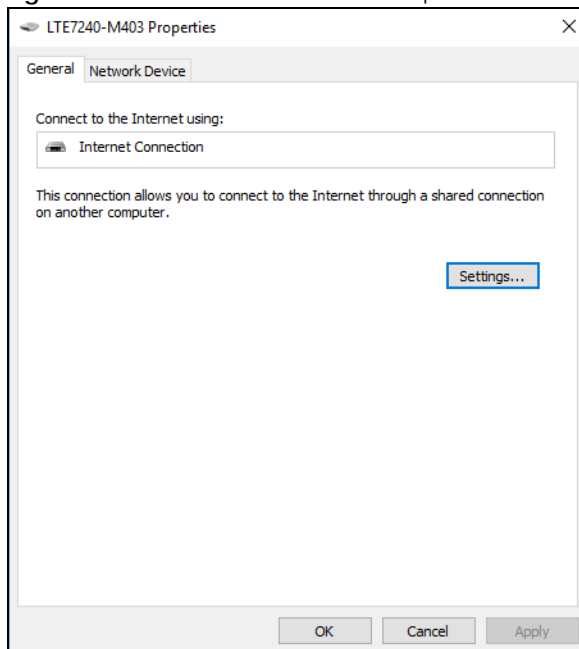 LTE7240-M403 Properties
General
Network Device
Connect to the Internet using:
Internet Connection
This connection allows you to connect to the Internet through a shared connection
on another computer.
Settings...
OK
Cancel
Apply